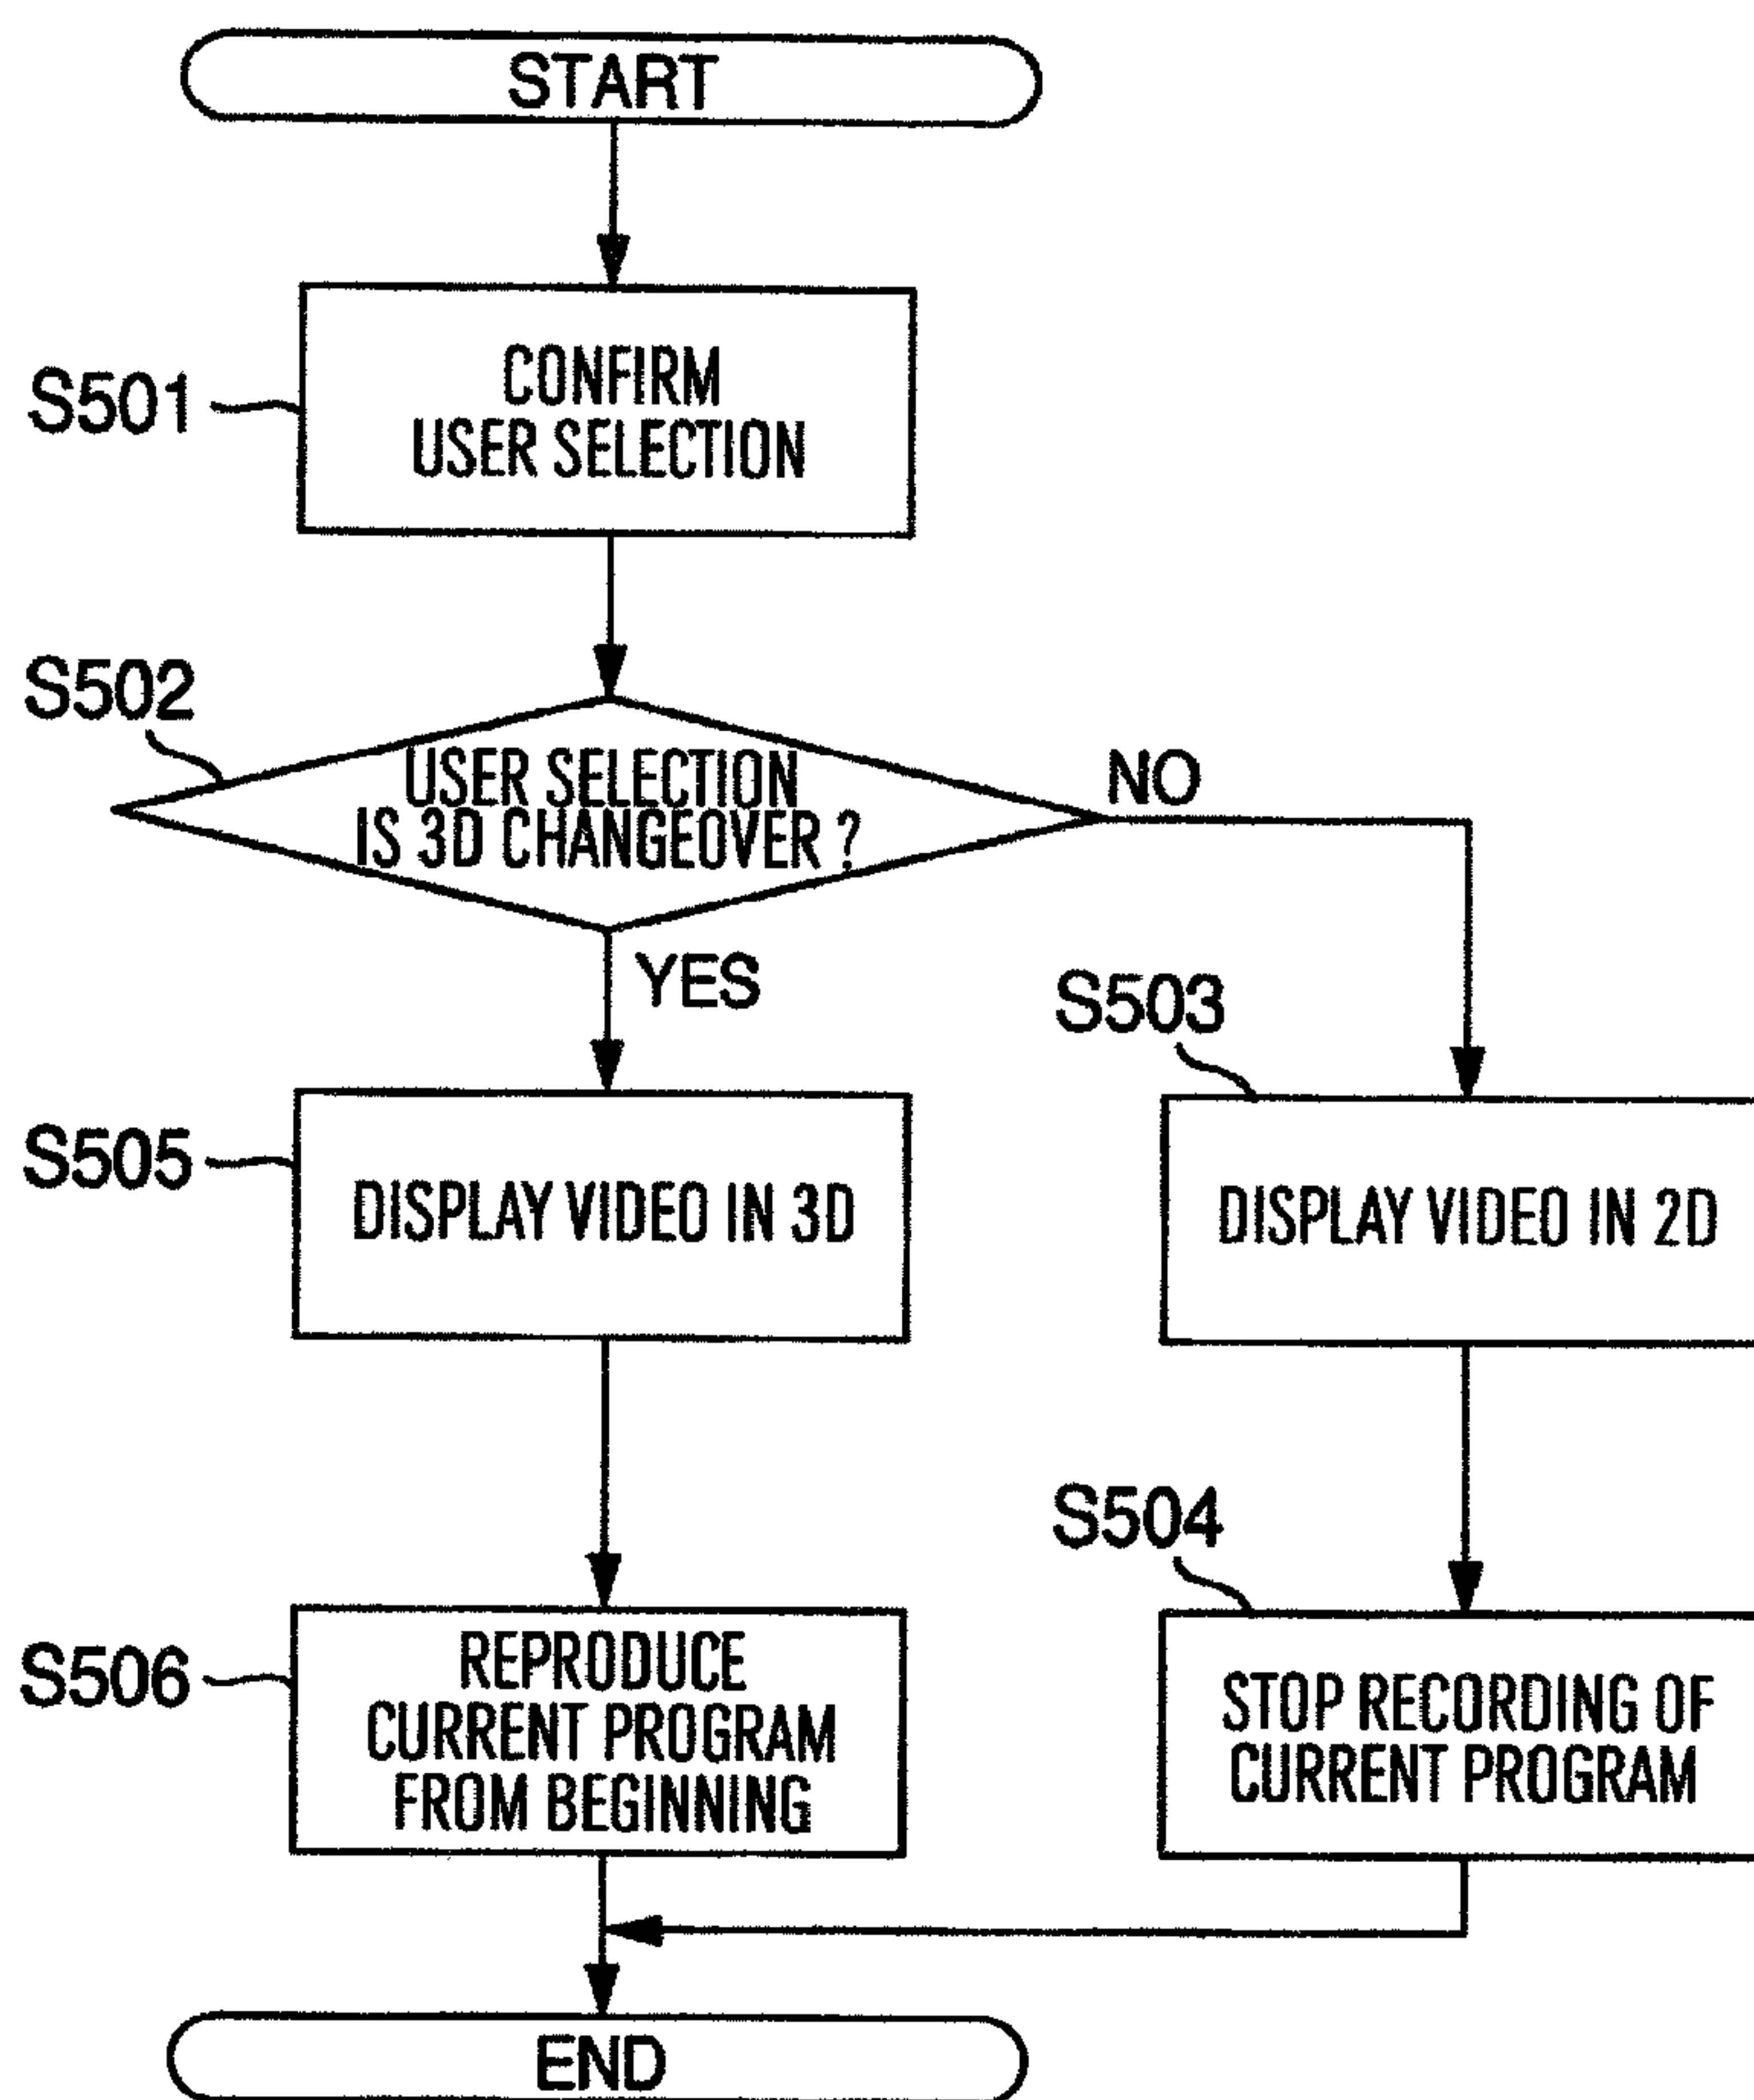 START
S501
CONFIRM
USER SELECTION
S502
USER SELECTION
IS 3D CHANGEOVER ?
NO
YES
S503
S505
DISPLAY VIDEO IN 3D
DISPLAY VIDEO IN 2D
S504
S506
REPRODUCE
CURRENT PROGRAM
FROM BEGINNING
STOP RECORDING OF
CURRENT PROGRAM
END